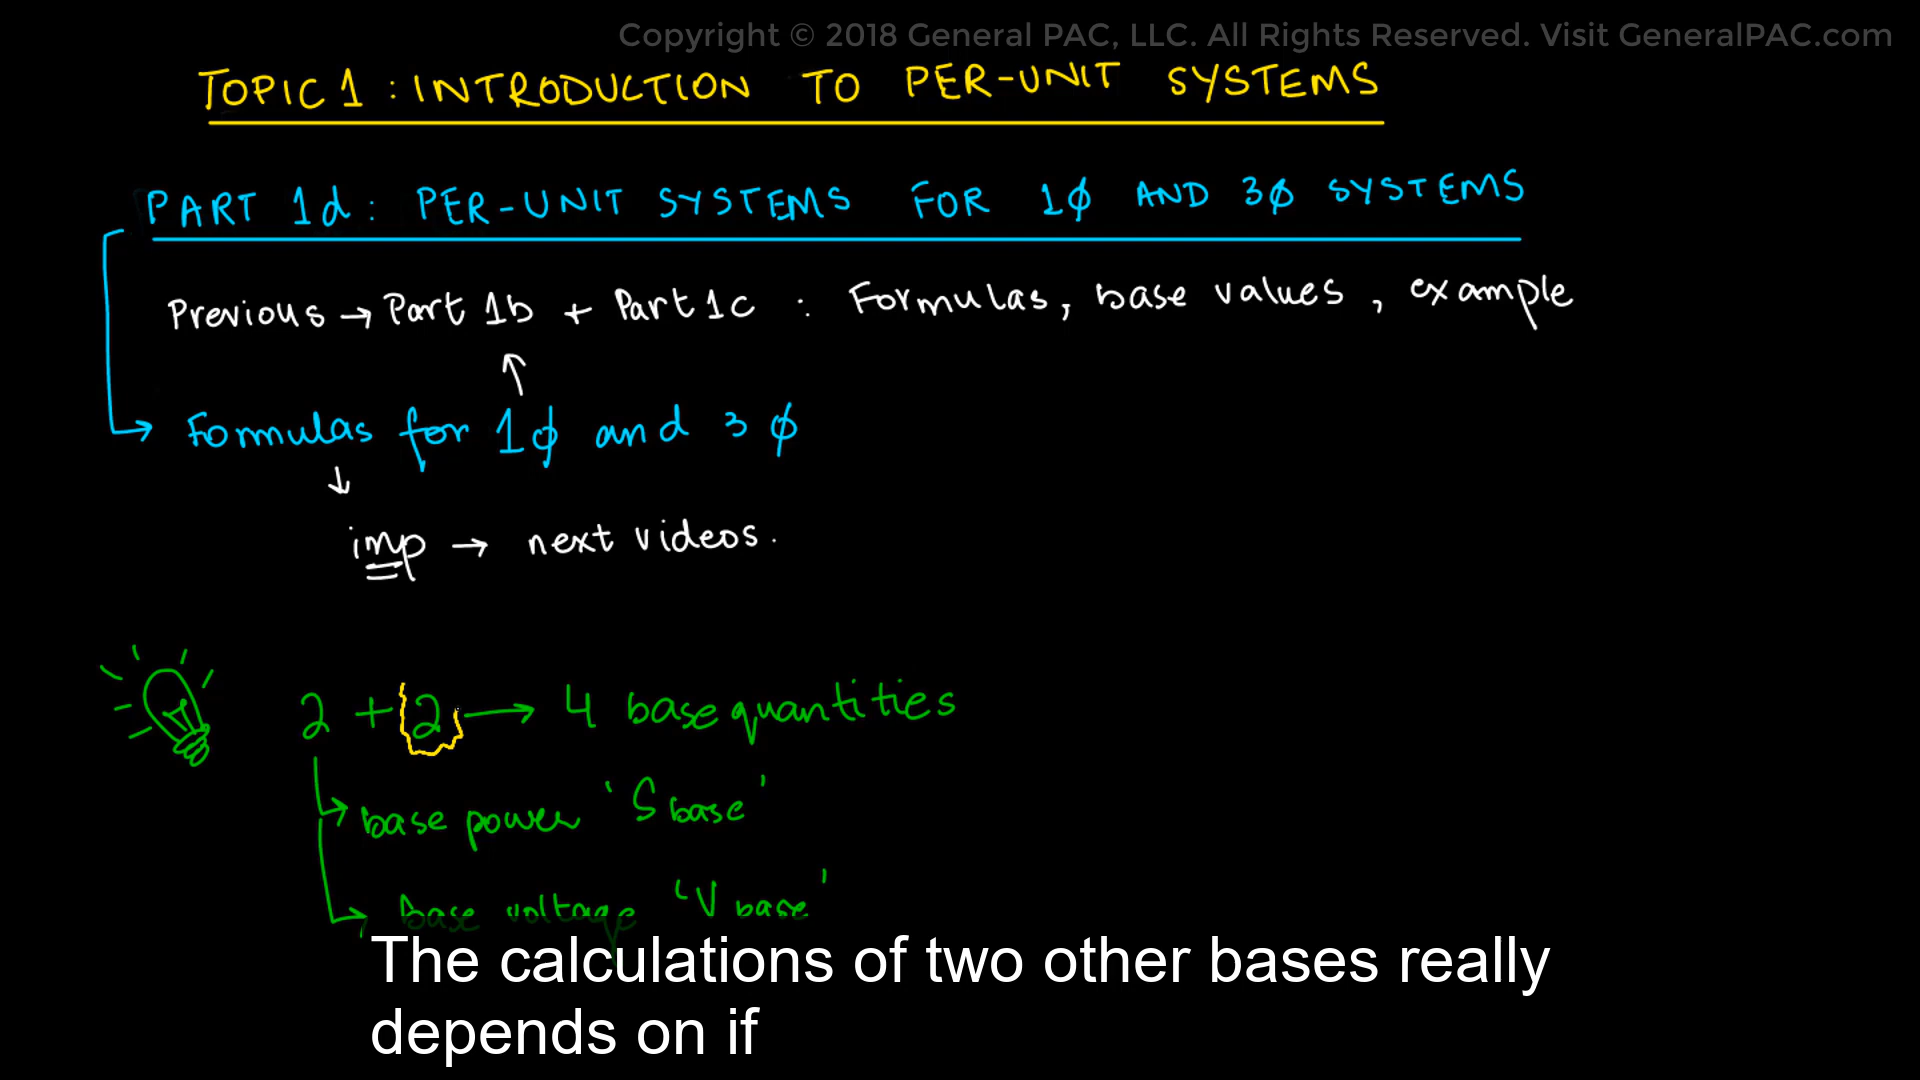 Copyright © 2018 General PAC, LLC. All Rights Reserved. Visit GeneralPAC.com
TOPIC 1 : INTRODUCTION TO PER-UNIT SYSTEMS
PART 1d : PER-UNIT SYSTEMS FOR 1ϕ AND 3ϕ SYSTEMS
Previous → Part 1b + Part 1c : Formulas, base values, example
Formulas for 1ϕ and 3ϕ
imp → next videos.
2 + 2 → 4 base quantities
base power 'S base'
base voltage 'V base'
The calculations of two other bases really
depends on if